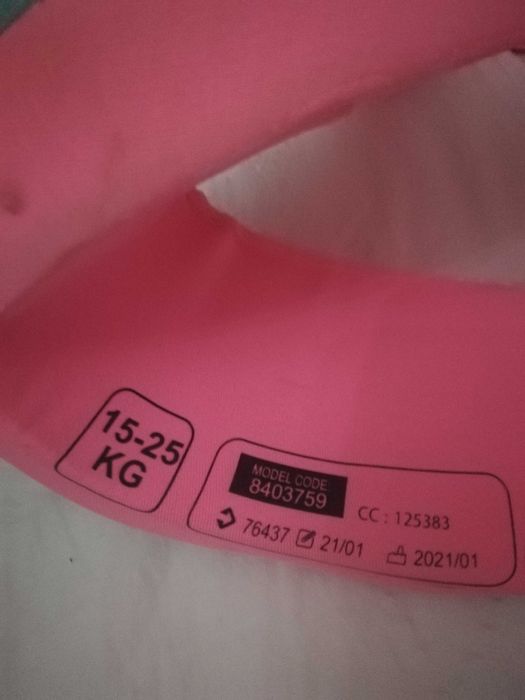 15-25
KG
MODEL CODE:
8403759
CC : 125383
76437 21/01 2021/01